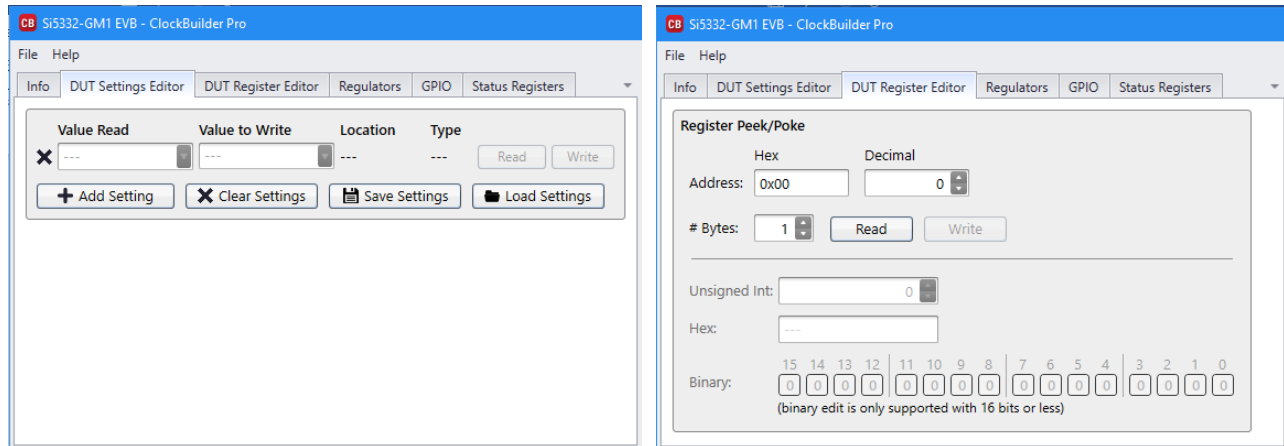 CB Si5332-GM1 EVB - ClockBuilder Pro
File Help
Info DUT Settings Editor DUT Register Editor Regulators GPIO Status Registers
Value Read Value to Write Location Type
--- --- --- --- Read Write
Add Setting Clear Settings Save Settings Load Settings
CB Si5332-GM1 EVB - ClockBuilder Pro
File Help
Info DUT Settings Editor DUT Register Editor Regulators GPIO Status Registers
Register Peek/Poke
Hex Decimal
Address: 0x00 0
# Bytes: 1 Read Write
Unsigned Int: 0
Hex: ---
15 14 13 12 11 10 9 8 7 6 5 4 3 2 1 0
Binary: 0 0 0 0 0 0 0 0 0 0 0 0 0 0 0 0
(binary edit is only supported with 16 bits or less)